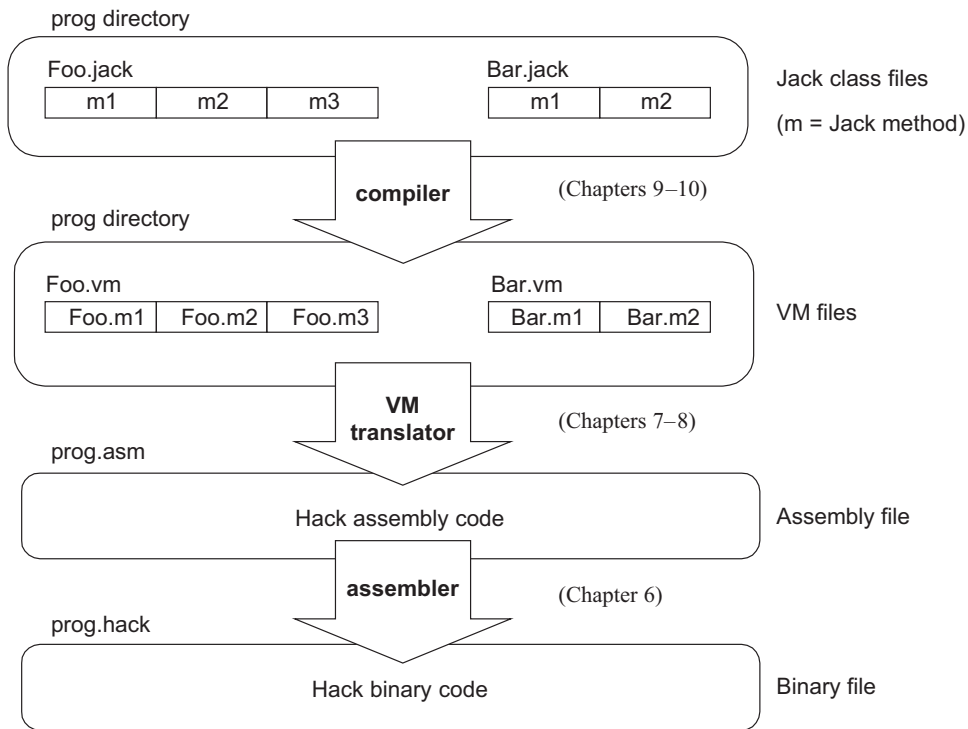 prog directory
Foo.jack
Bar.jack
Jack class files
m1 m2 m3
m1 m2
(m = Jack method)
compiler
(Chapters 9–10)
prog directory
Foo.vm
Bar.vm
Foo.m1 Foo.m2 Foo.m3
Bar.m1 Bar.m2
VM files
VM
translator
(Chapters 7–8)
prog.asm
Hack assembly code
Assembly file
assembler
(Chapter 6)
prog.hack
Hack binary code
Binary file